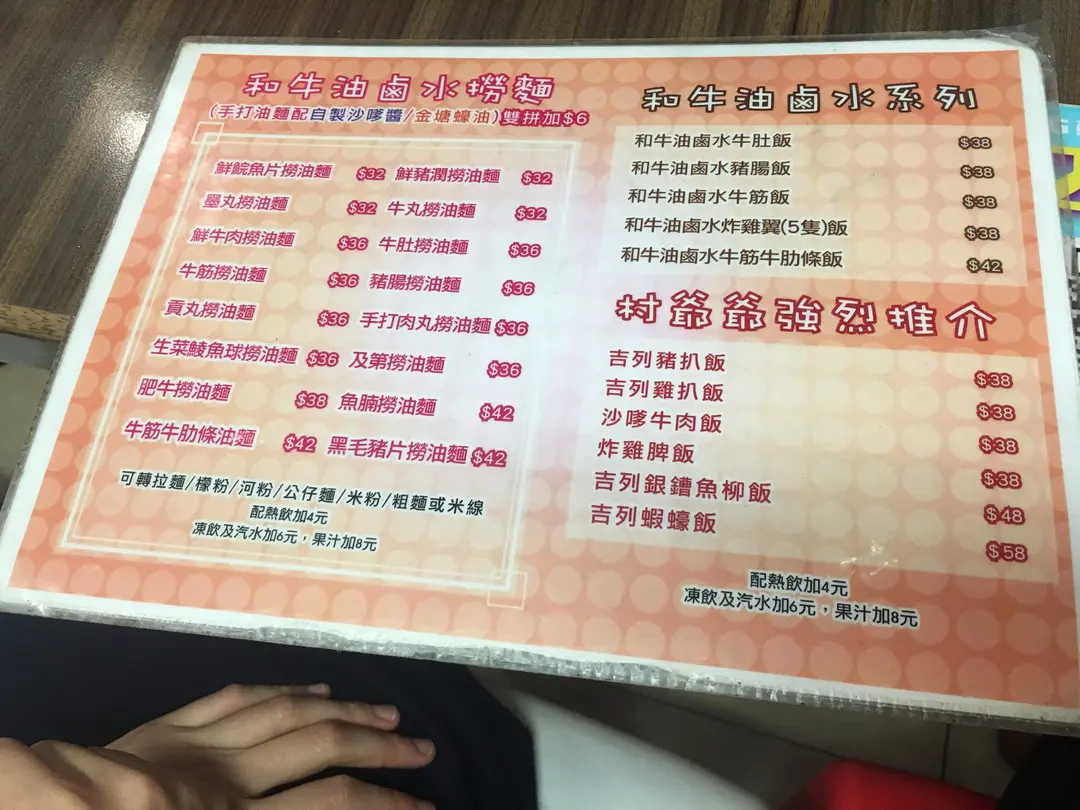 和牛油鹵水撈麵
(手打油麵配自製沙嗲醬/金塘蠔油)雙拼加$6
鮮鯇魚片撈油麵 $32 鮮豬潤撈油麵 $32
墨丸撈油麵 $32 牛丸撈油麵 $32
鮮牛肉撈油麵 $36 牛肚撈油麵 $36
牛筋撈油麵 $36 豬腸撈油麵 $36
貢丸撈油麵 $36 手打肉丸撈油麵 $36
生菜鯪魚球撈油麵 $36 及第撈油麵 $36
肥牛撈油麵 $38 魚腩撈油麵 $42
牛筋牛肋條油麵 $42 黑毛豬片撈油麵 $42
可轉拉麵/檬粉/河粉/公仔麵/米粉/粗麵或米線
配熱飲加4元
凍飲及汽水加6元，果汁加8元
和牛油鹵水系列
和牛油鹵水牛肚飯 $38
和牛油鹵水豬腸飯 $38
和牛油鹵水牛筋飯 $38
和牛油鹵水炸雞翼(5隻)飯 $38
和牛油鹵水牛筋牛肋條飯 $42
村爺爺強烈推介
吉列豬扒飯 $38
吉列雞扒飯 $38
沙嗲牛肉飯 $38
炸雞脾飯 $38
吉列銀鱈魚柳飯 $48
吉列蝦蠔飯 $58
配熱飲加4元
凍飲及汽水加6元，果汁加8元